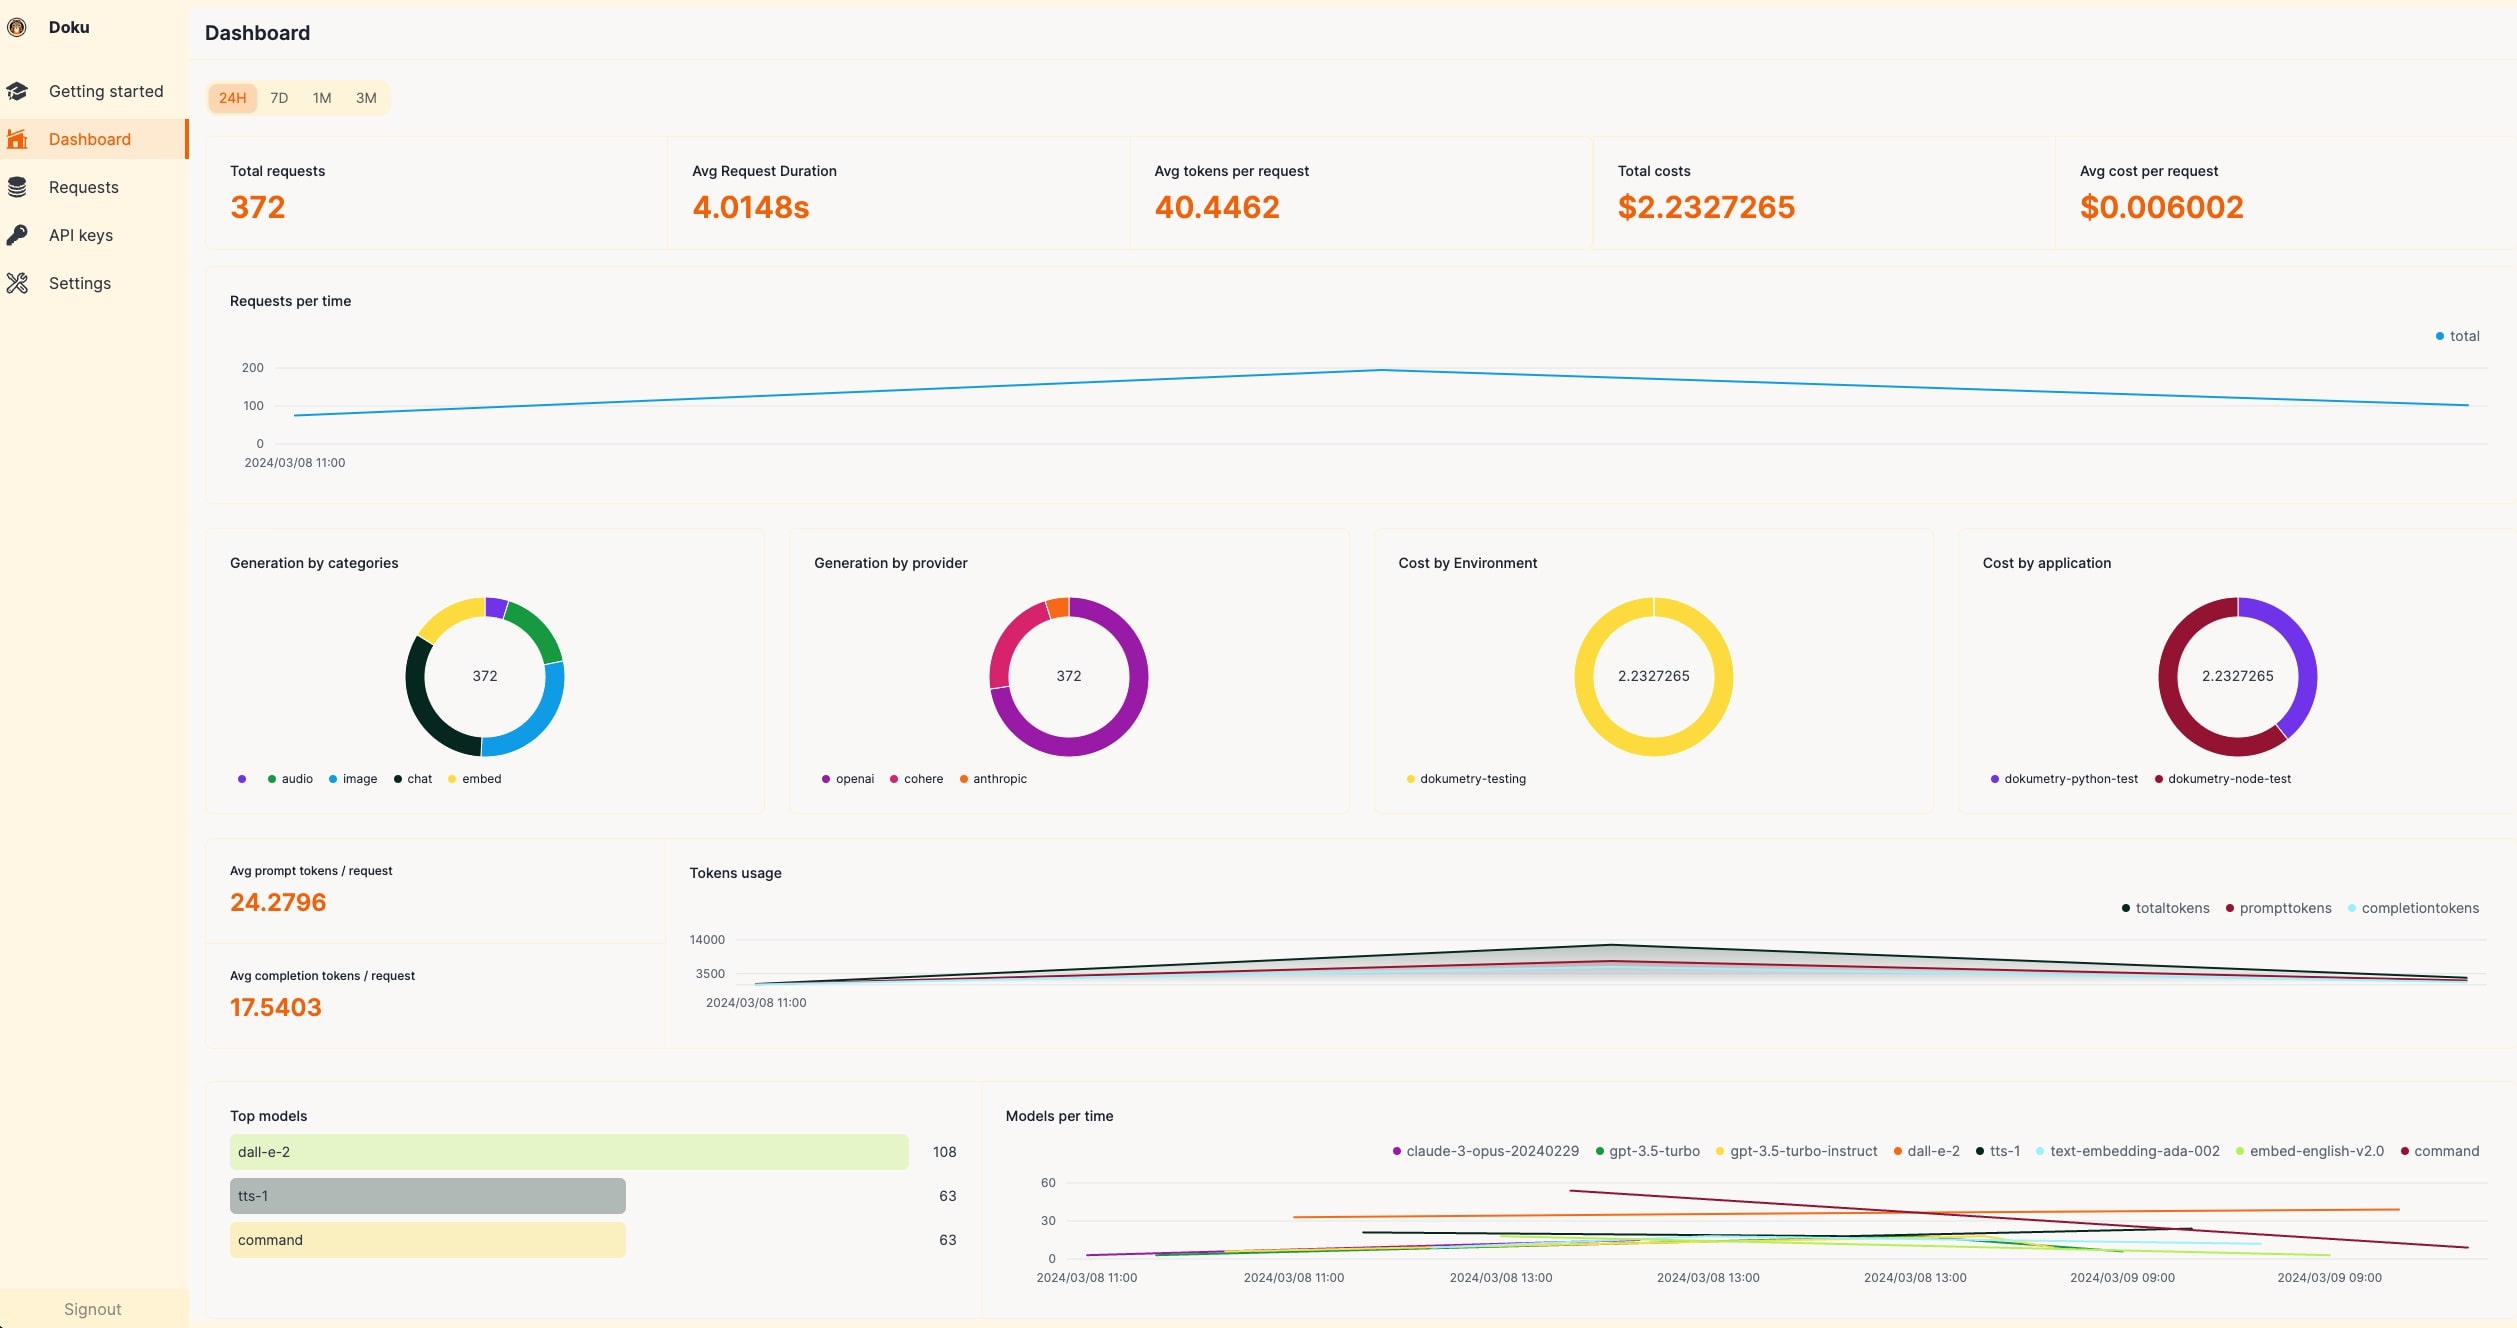 Doku
Getting started
Dashboard
Requests
API keys
Settings
Signout
Dashboard
24H 7D 1M 3M
Total requests
372
Avg Request Duration
4.0148s
Avg tokens per request
40.4462
Total costs
$2.2327265
Avg cost per request
$0.006002
Requests per time
total
200
100
0
2024/03/08 11:00
Generation by categories
372
audio image chat embed
Generation by provider
372
openai cohere anthropic
Cost by Environment
2.2327265
dokumetry-testing
Cost by application
2.2327265
dokumetry-python-test dokumetry-node-test
Avg prompt tokens / request
24.2796
Avg completion tokens / request
17.5403
Tokens usage
totaltokens prompttokens completiontokens
14000
3500
2024/03/08 11:00
Top models
dall-e-2 108
tts-1 63
command 63
Models per time
claude-3-opus-20240229 gpt-3.5-turbo gpt-3.5-turbo-instruct dall-e-2 tts-1 text-embedding-ada-002 embed-english-v2.0 command
60
30
0
2024/03/08 11:00 2024/03/08 11:00 2024/03/08 13:00 2024/03/08 13:00 2024/03/08 13:00 2024/03/09 09:00 2024/03/09 09:00